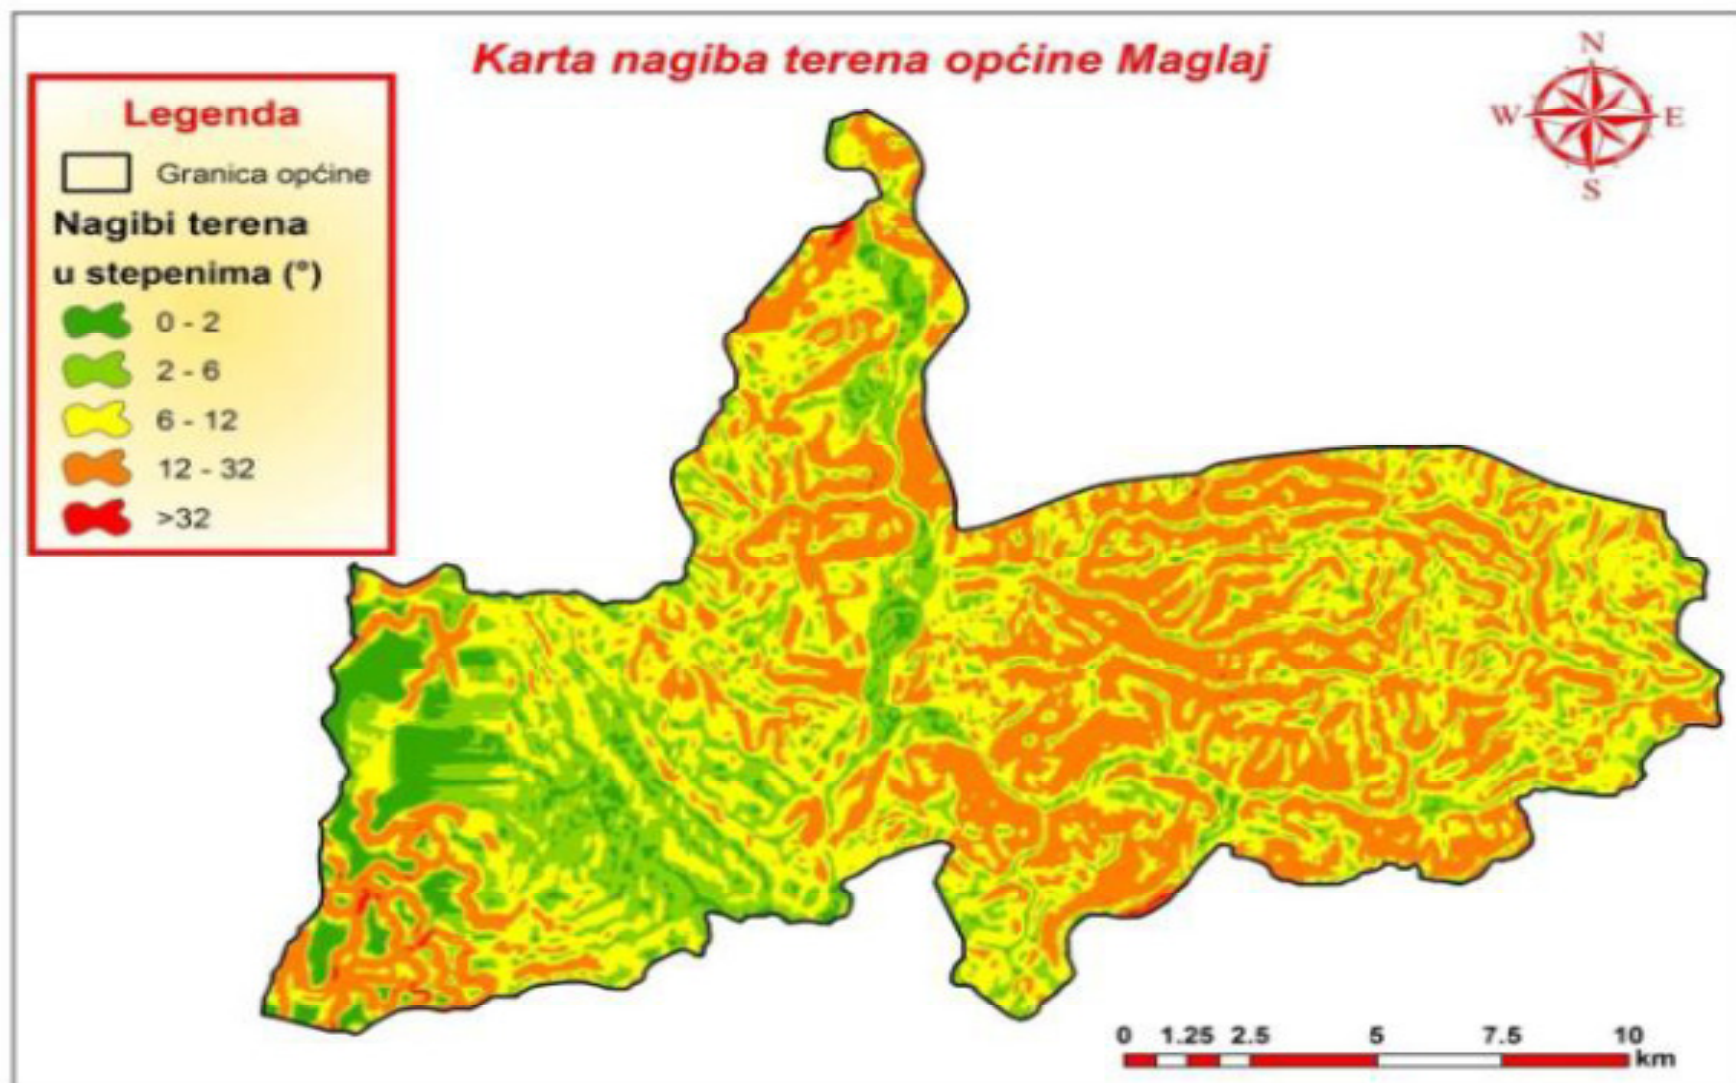 Karta nagiba terena općine Maglaj
Legenda
Granica općine
Nagibi terena
u stepenima (°)
0 - 2
2 - 6
6 - 12
12 - 32
>32
N
W
E
S
0 1.25 2.5 5 7.5 10
km